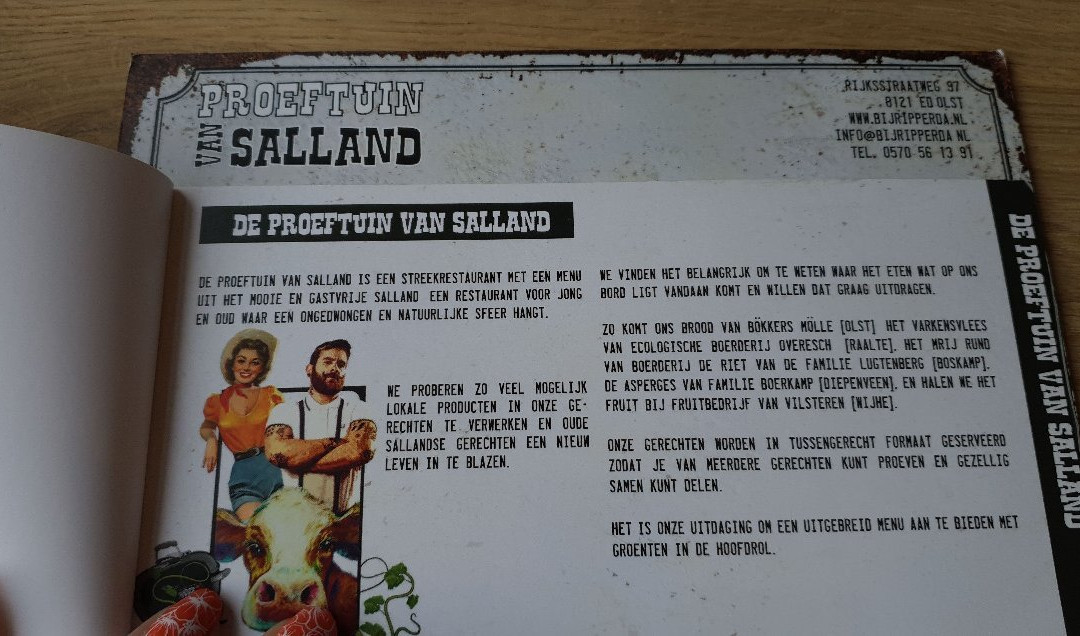 PROEFTUIN
VAN SALLAND
RIJKSSTRAATWEG 97
8121 ED OLST
WWW.BIJRIPPERDA.NL
INFO@BIJRIPPERDA NL
TEL. 0570 56 13 91
DE PROEFTUIN VAN SALLAND
DE PROEFTUIN VAN SALLAND IS EEN STREEKRESTAURANT MET EEN MENU
UIT HET MOOIE EN GASTVRIJE SALLAND EEN RESTAURANT VOOR JONG
EN OUD WAAR EEN ONGEDWONGEN EN NATUURLIJKE SFEER HANGT.
WE PROBEREN ZO VEEL MOGELIJK
LOKALE PRODUCTEN IN ONZE GE-
RECHTEN TE VERWERKEN EN OUDE
SALLANDSE GERECHTEN EEN NIEUW
LEVEN IN TE BLAZEN.
WE VINDEN HET BELANGRIJK OM TE WETEN WAAR HET ETEN WAT OP ONS
BORD LIGT VANDAAN KOMT EN WILLEN DAT GRAAG UITDRAGEN.
ZO KOMT ONS BROOD VAN BÖKKERS MÖLLE [OLST] HET VARKENSVLEES
VAN ECOLOGISCHE BOERDERIJ OVERESCH [RAALTE], HET MRIJ RUND
VAN BOERDERIJ DE RIET VAN DE FAMILIE LUGTENBERG [BOSKAMP],
DE ASPERGES VAN FAMILIE BOERKAMP [DIEPENVEEN], EN HALEN WE HET
FRUIT BIJ FRUITBEDRIJF VAN VILSTEREN [WIJHE].
ONZE GERECHTEN WORDEN IN TUSSENGERECHT FORMAAT GESERVEERD
ZODAT JE VAN MEERDERE GERECHTEN KUNT PROEVEN EN GEZELLIG
SAMEN KUNT DELEN.
HET IS ONZE UITDAGING OM EEN UITGEBREID MENU AAN TE BIEDEN MET
GROENTEN IN DE HOOFDROL.
DE PROEFTUIN VAN SALLAND